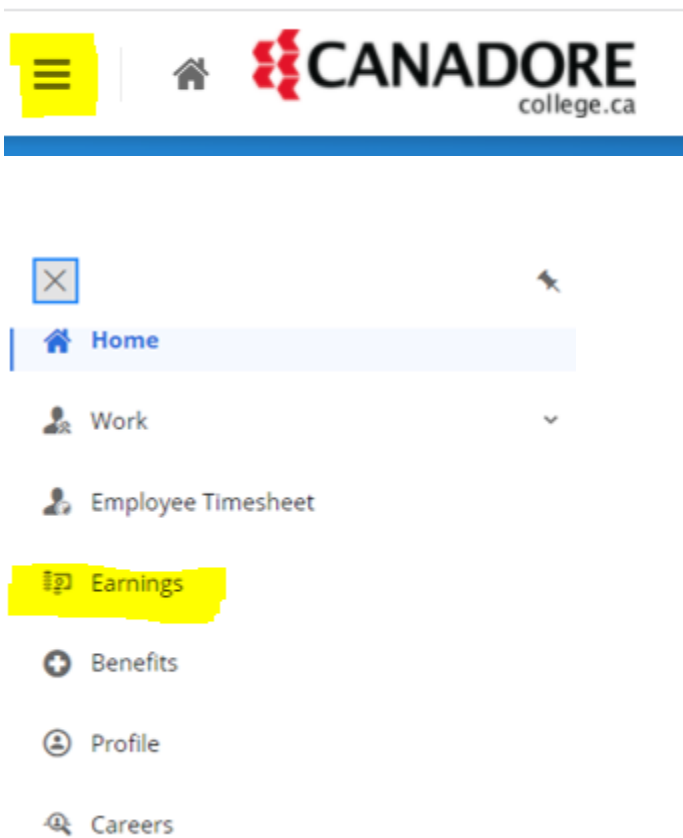 CANADORE
college.ca
Home
Work
Employee Timesheet
Earnings
Benefits
Profile
Careers